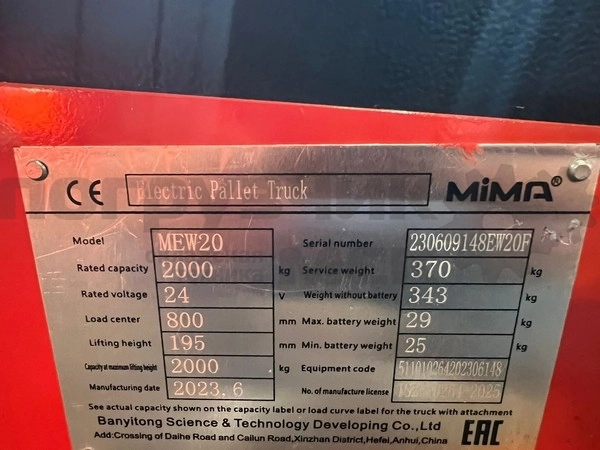 CE Electric Pallet Truck MiMA®
Model MEW20 Serial number 230609148EW20F
Rated capacity 2000 kg Service weight 370 kg
Rated voltage 24 V Weight without battery 343 kg
Load center 800 mm Max. battery weight 29 kg
Lifting height 195 mm Min. battery weight 25 kg
Capacity at maximum lifting height 2000 kg Equipment code 511010264202306148
Manufacturing date 2023.6 No. of manufacture license
See actual capacity shown on the capacity label or load curve label for the truck with attachment
Banyitong Science & Technology Developing Co.,Ltd
Add:Crossing of Daihe Road and Cailun Road,Xinzhan District,Hefei,Anhui,China EAC